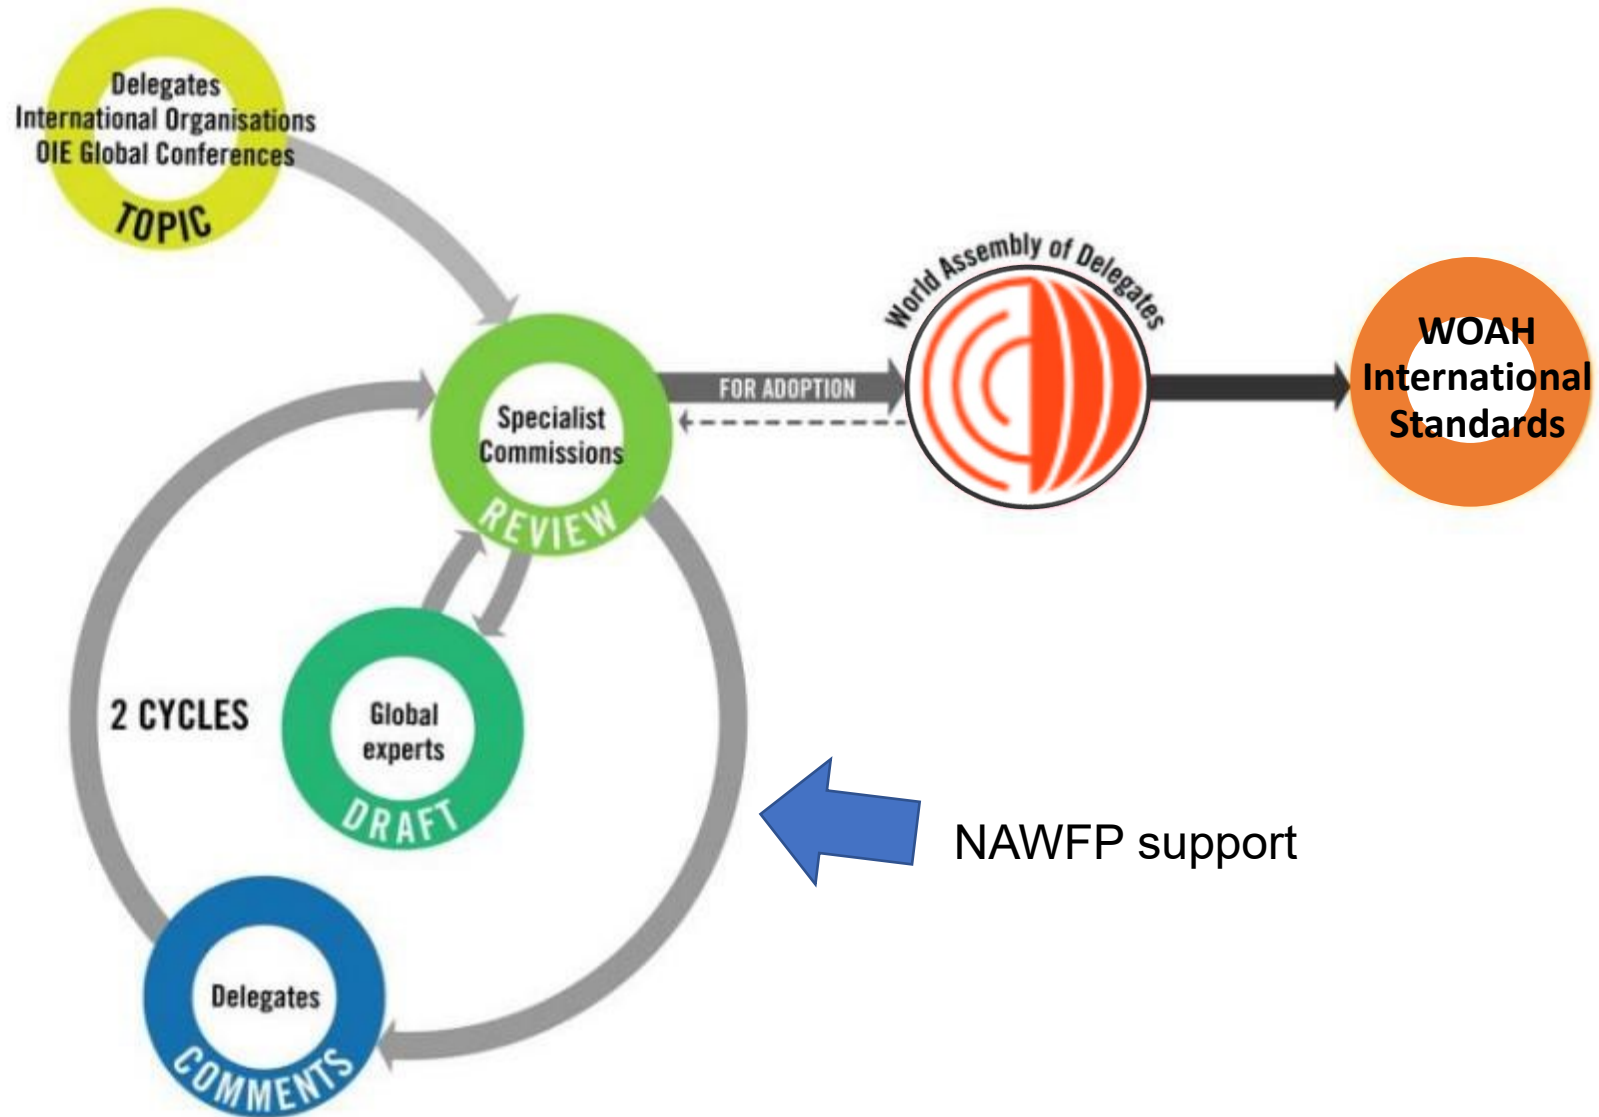 Delegates
International Organisations
OIE Global Conferences
TOPIC
World Assembly of Delegates
FOR ADOPTION
WOAH
International
Standards
Specialist
Commissions
REVIEW
2 CYCLES
Global
experts
DRAFT
NAWFP support
Delegates
COMMENTS